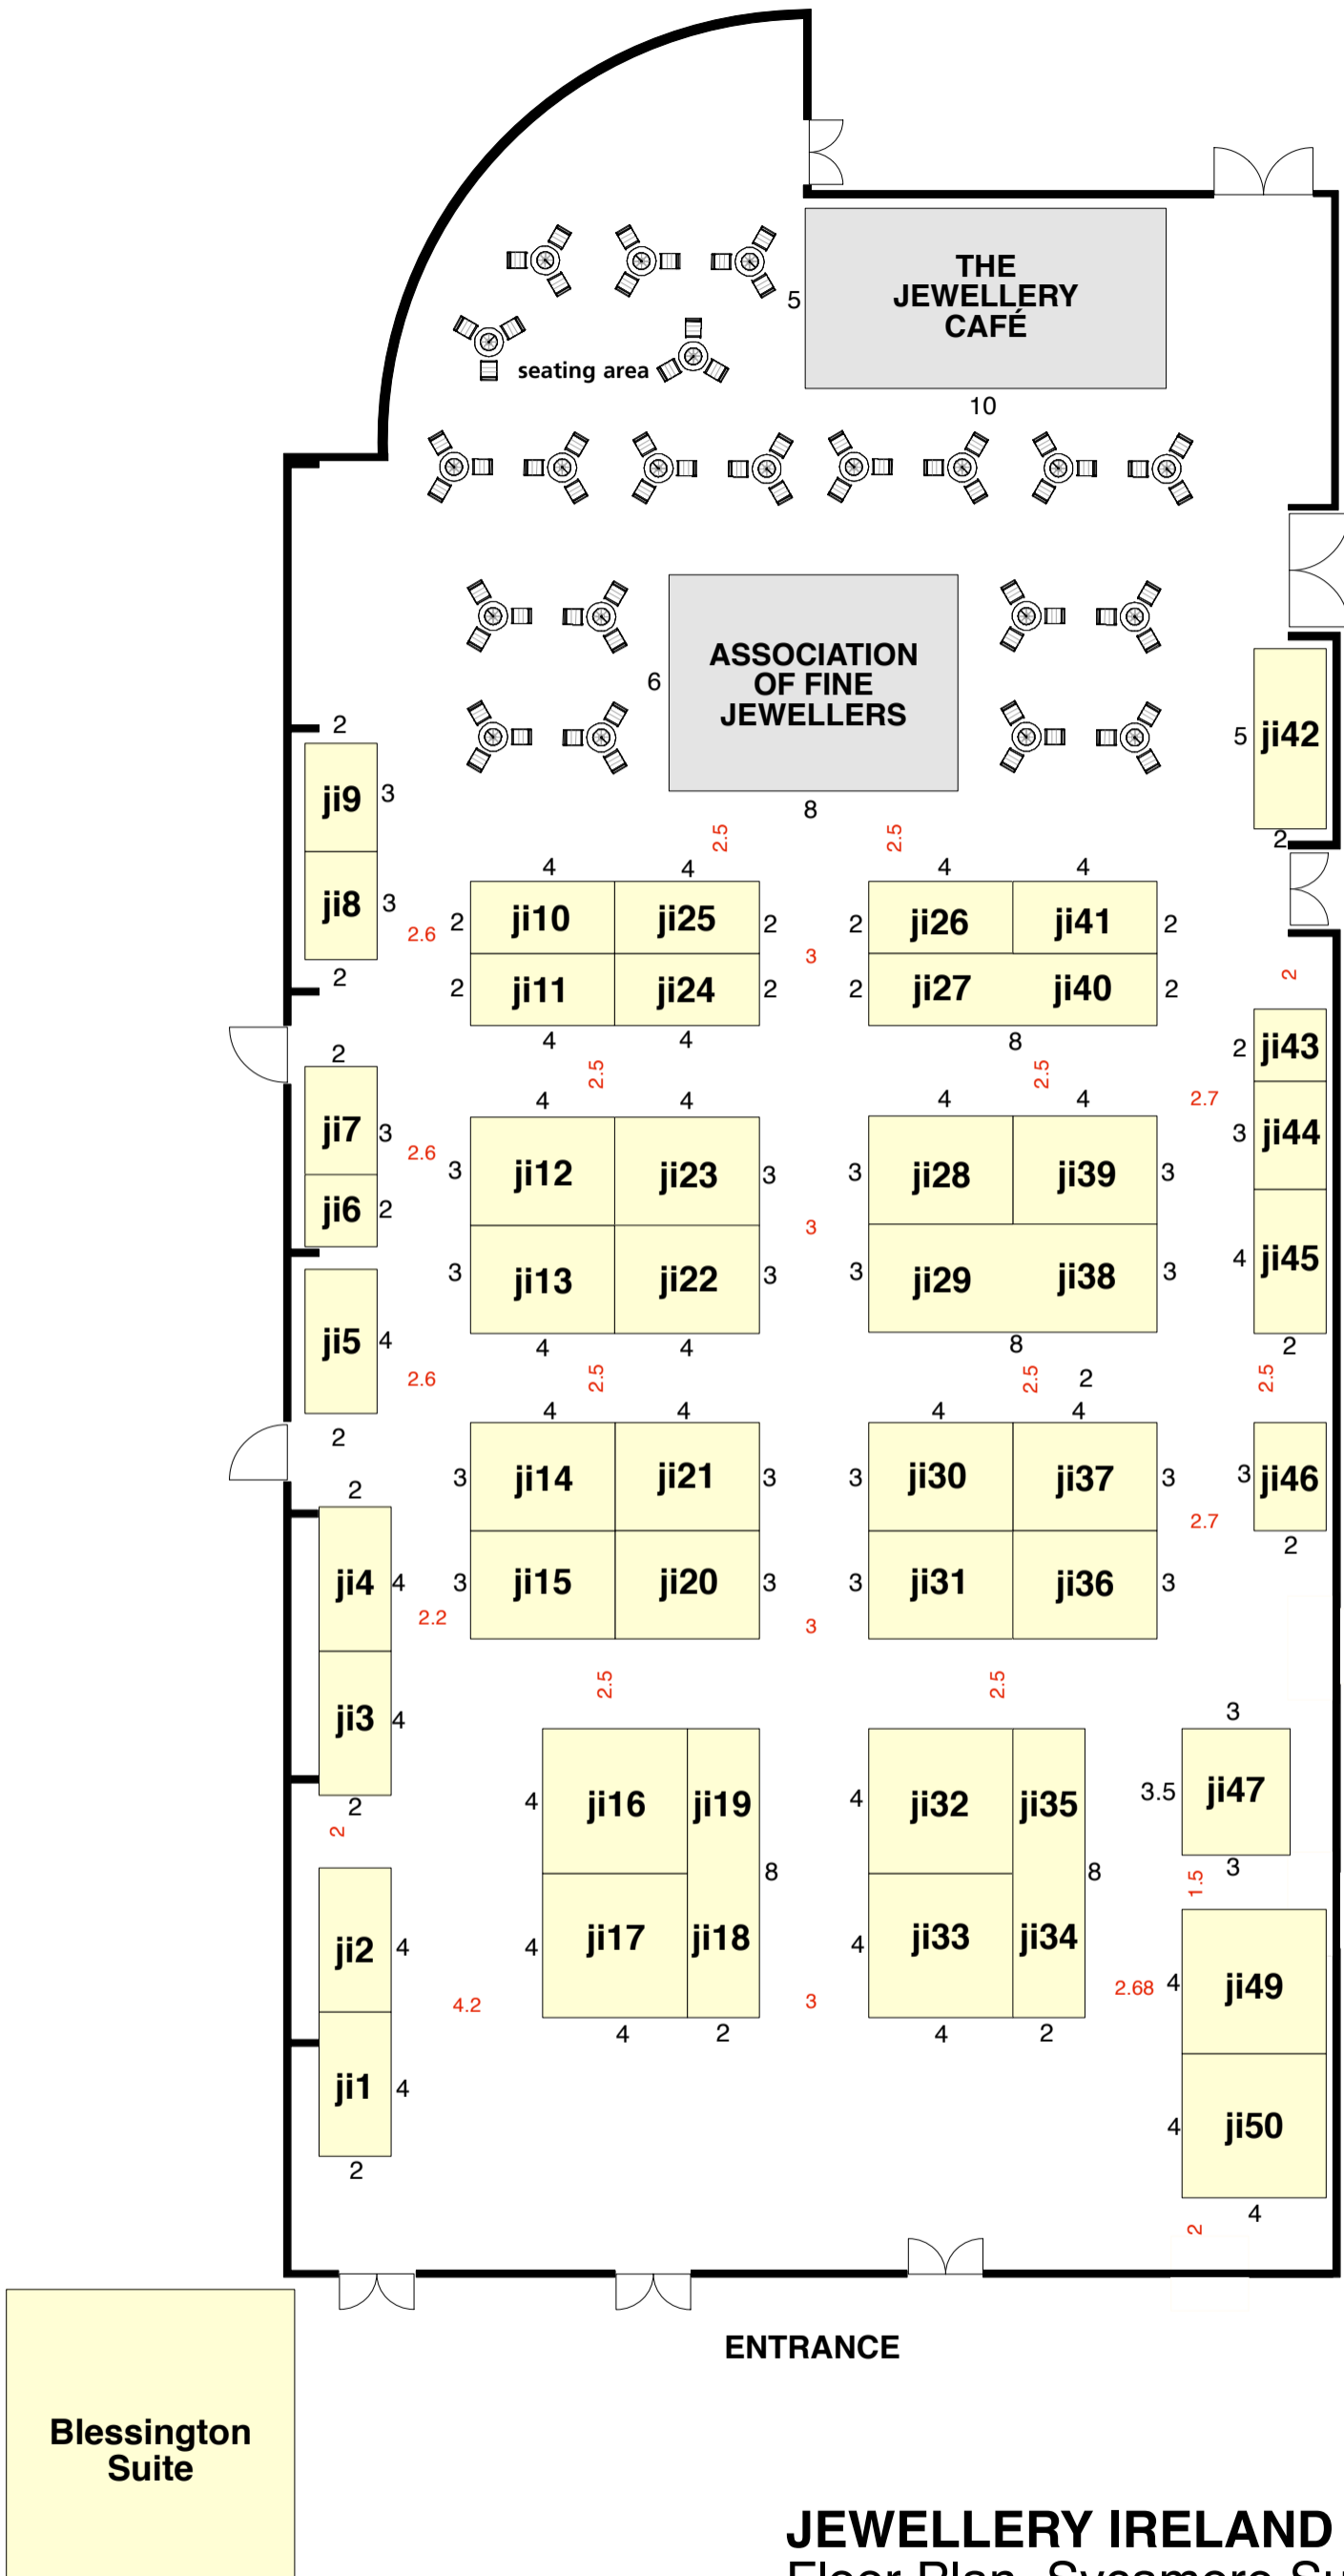 THE
JEWELLERY
CAFÉ
5
seating area
10
ASSOCIATION
OF FINE
JEWELLERS
6
8
ji42
5
2
2
ji9
3
ji8
3
2
2.6
2.5
2.5
4
4
4
4
2
ji10
ji25
2
2
ji26
ji41
2
3
2
ji11
ji24
2
2
ji27
ji40
2
2
4
4
8
2
ji43
2
2.5
2.5
2.7
2
ji7
3
2.6
4
4
4
4
3
ji44
3
ji12
ji23
3
3
ji28
ji39
3
ji6
2
3
4
ji45
3
ji13
ji22
3
3
ji29
ji38
3
2
ji5
4
4
4
8
2.6
2.5
2.5
2
2.5
2
4
4
4
4
3
ji14
ji21
3
3
ji30
ji37
3
3
ji46
2
2.7
2
ji4
4
3
ji15
ji20
3
3
ji31
ji36
3
2.2
3
2.5
2.5
ji3
4
2
3
4
ji16
ji19
4
ji32
ji35
3.5
ji47
2
8
8
3
1.5
ji2
4
4
ji17
ji18
4
ji33
ji34
2.68
4
ji49
4.2
3
4
2
4
2
ji1
4
4
ji50
2
4
2
ENTRANCE
Blessington
Suite
JEWELLERY IRELAND